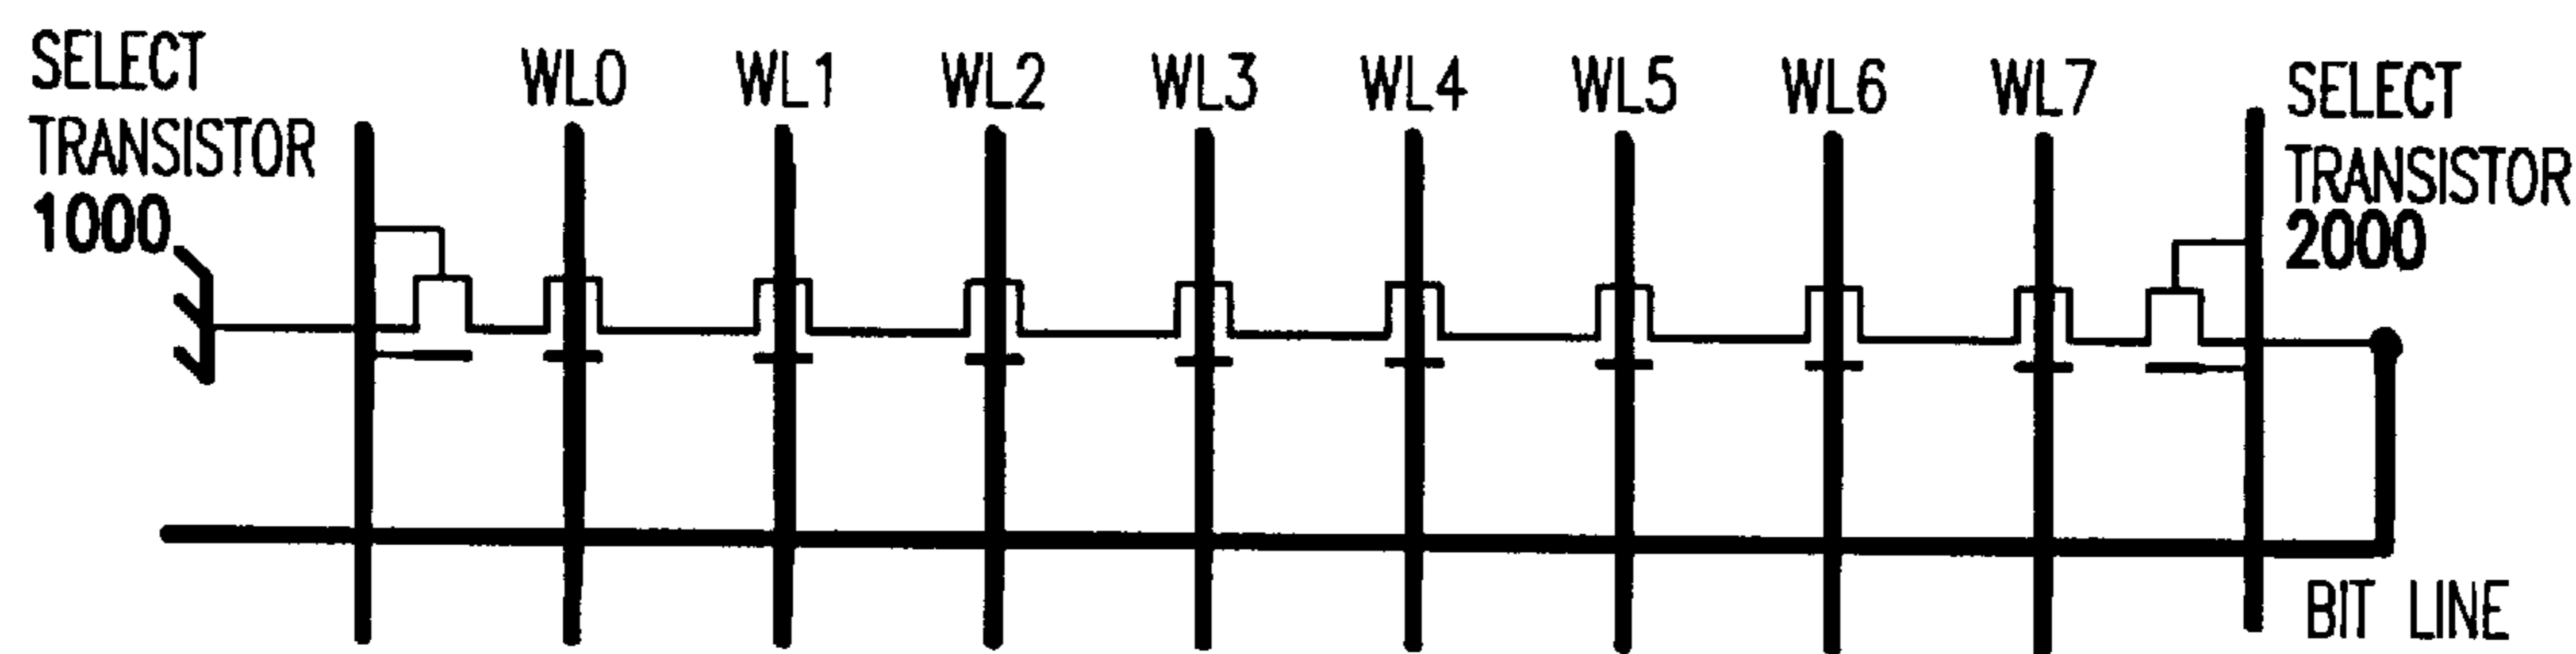 SELECT
TRANSISTOR
1000
WL0 WL1 WL2 WL3 WL4 WL5 WL6 WL7
SELECT
TRANSISTOR
2000
BIT LINE